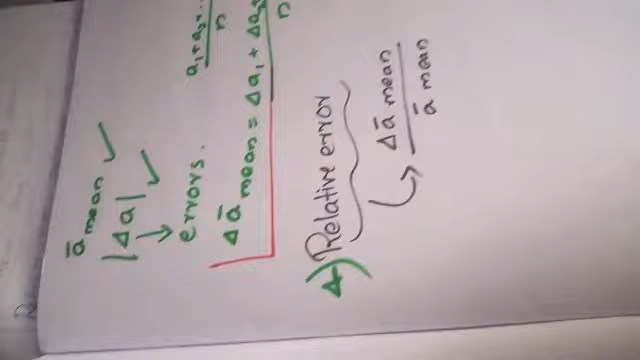 ā mean ✓ a₁+a₂+..
n
|Δa| ✓
↓
errors.
Δā mean = Δa₁ + Δa₂
n
4) Relative error
↳ Δā mean
ā mean